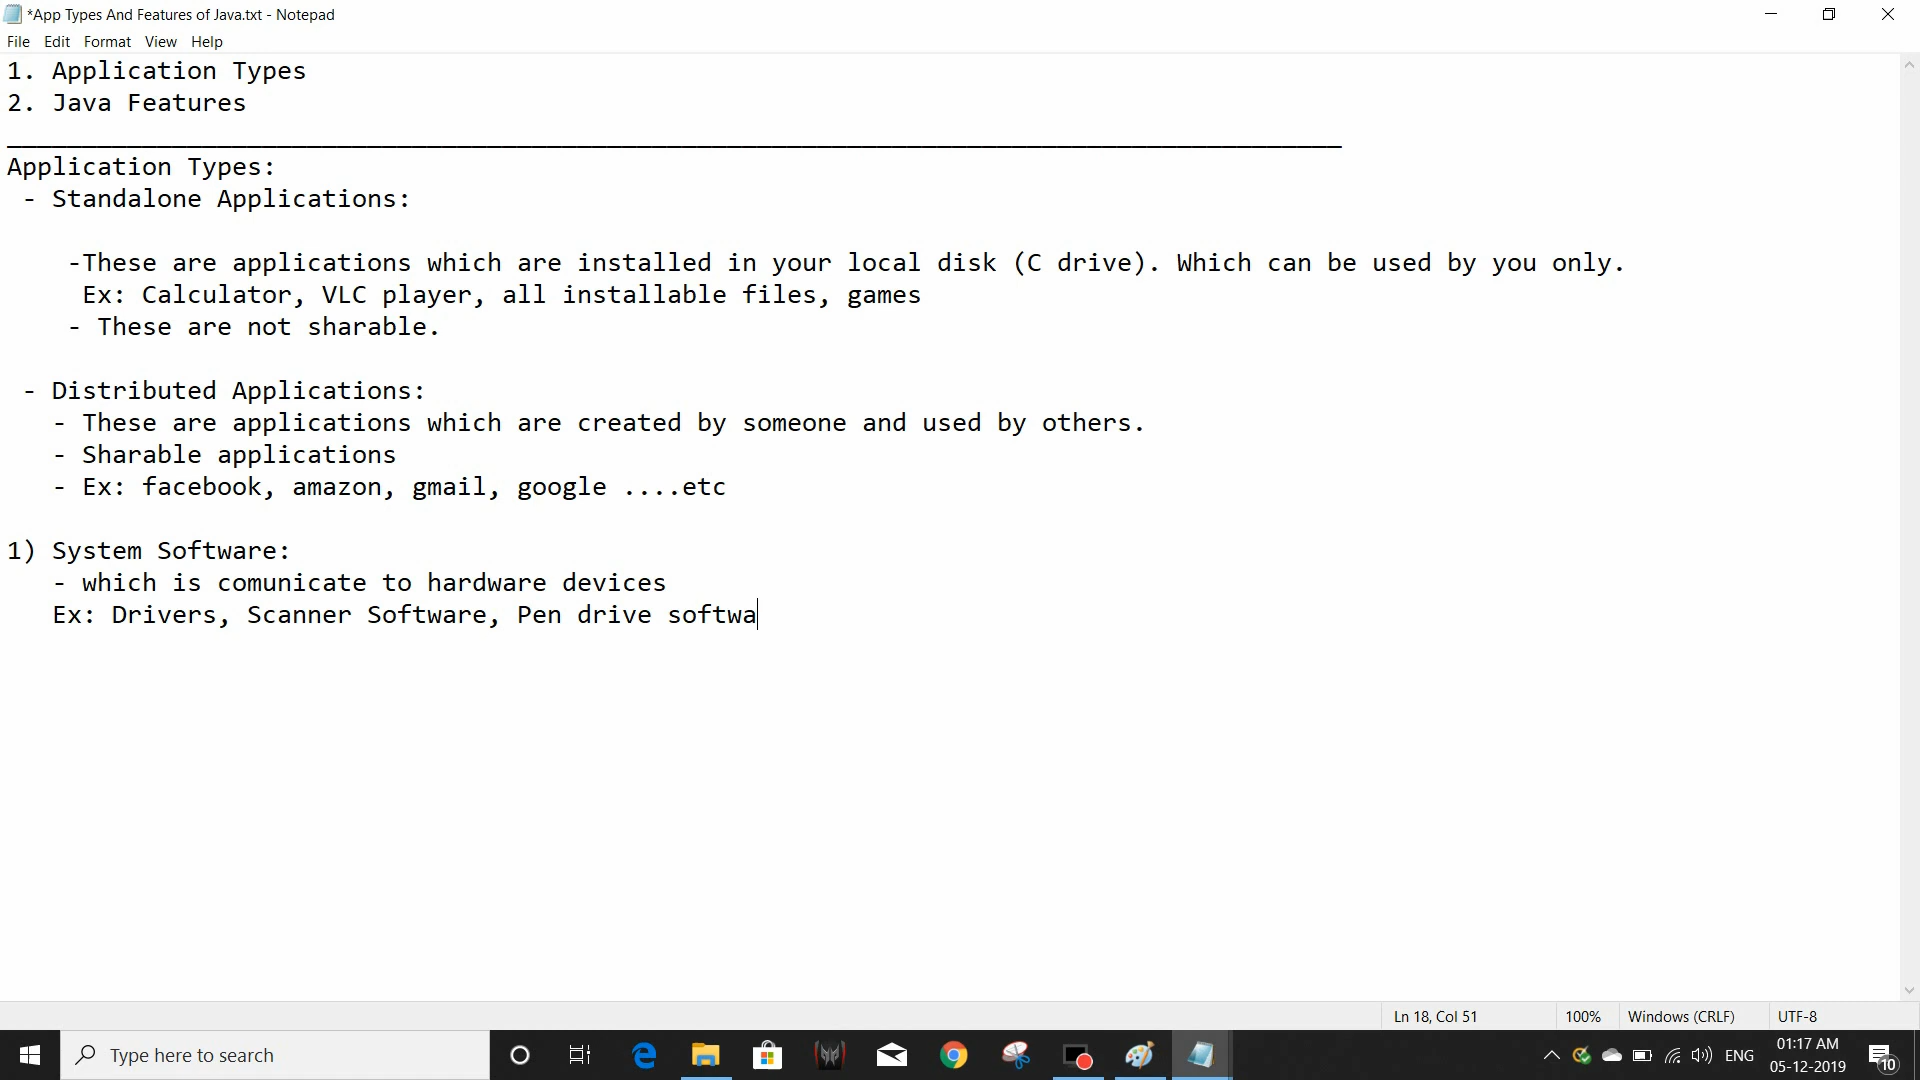 *App Types And Features of Java.txt - Notepad
File Edit Format View Help
1. Application Types
2. Java Features
Application Types:
- Standalone Applications:
-These are applications which are installed in your local disk (C drive). Which can be used by you only.
Ex: Calculator, VLC player, all installable files, games
- These are not sharable.
- Distributed Applications:
- These are applications which are created by someone and used by others.
- Sharable applications
- Ex: facebook, amazon, gmail, google ....etc
1) System Software:
- which is comunicate to hardware devices
Ex: Drivers, Scanner Software, Pen drive softwa
Ln 18, Col 51 100% Windows (CRLF) UTF-8
Type here to search
ENG
01:17 AM
05-12-2019
10